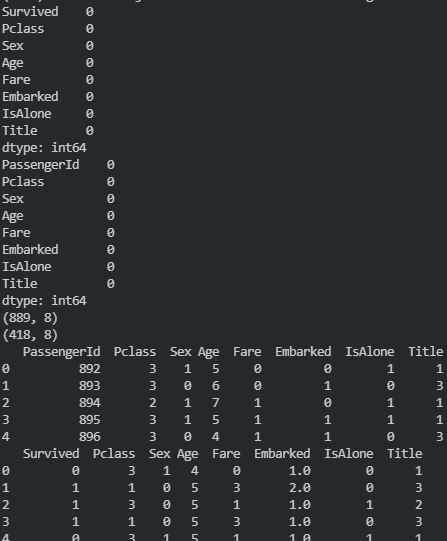 Survived    0
Pclass      0
Sex         0
Age         0
Fare        0
Embarked    0
IsAlone     0
Title       0
dtype: int64
PassengerId    0
Pclass         0
Sex            0
Age            0
Fare           0
Embarked       0
IsAlone        0
Title          0
dtype: int64
(889, 8)
(418, 8)
   PassengerId  Pclass  Sex Age  Fare  Embarked  IsAlone  Title
0          892       3    1   5     0         0        1      1
1          893       3    0   6     0         1        0      3
2          894       2    1   7     1         0        1      1
3          895       3    1   5     1         1        1      1
4          896       3    0   4     1         1        0      3
   Survived  Pclass  Sex Age  Fare  Embarked  IsAlone  Title
0         0       3    1   4     0       1.0        0      1
1         1       1    0   5     3       2.0        0      3
2         1       3    0   5     1       1.0        1      2
3         1       1    0   5     3       1.0        0      3
4         0       3    1   5     1       1.0        1      1